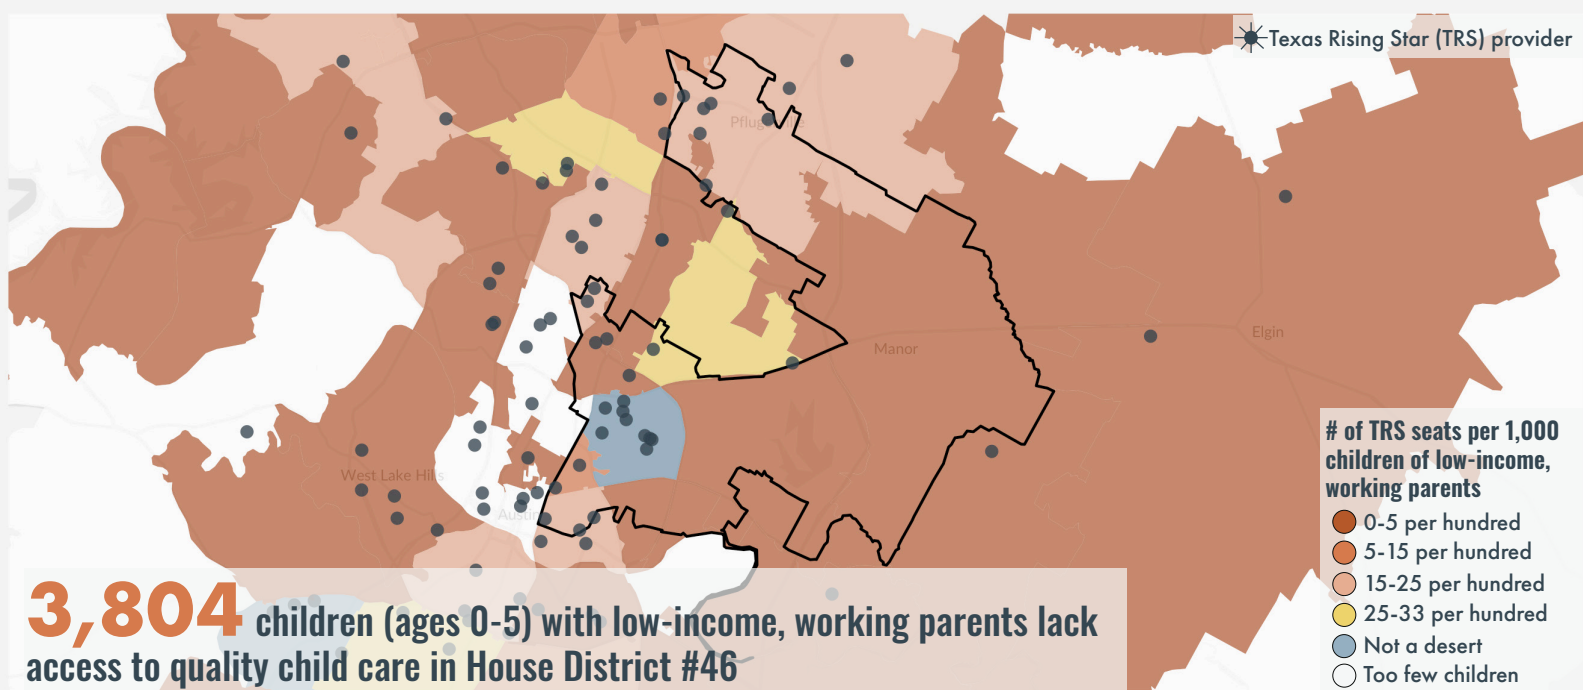 Texas Rising Star (TRS) provider
Pflugerville
Manor
Elgin
West Lake Hills
Austin
# of TRS seats per 1,000
children of low-income,
working parents
0-5 per hundred
5-15 per hundred
15-25 per hundred
25-33 per hundred
Not a desert
Too few children
3,804 children (ages 0-5) with low-income, working parents lack
access to quality child care in House District #46